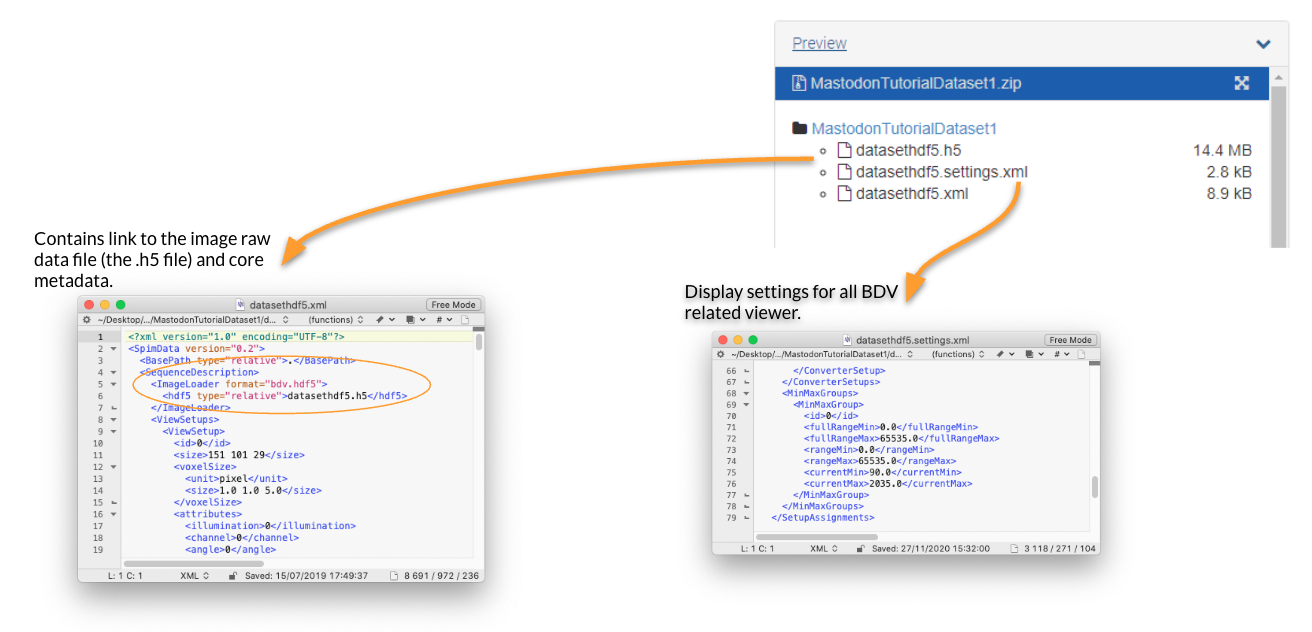 Preview
MastodonTutorialDataset1.zip
MastodonTutorialDataset1
datasethdf5.h5 14.4 MB
datasethdf5.settings.xml 2.8 kB
datasethdf5.xml 8.9 kB
Contains link to the image raw
data file (the .h5 file) and core
metadata.
datasethdf5.xml Free Mode
~/Desktop/.../MastodonTutorialDataset1/d... (functions) #
1 <?xml version="1.0" encoding="UTF-8"?>
2 <SpimData version="0.2">
3 <BasePath type="relative">.</BasePath>
4 <SequenceDescription>
5 <ImageLoader format="bdv.hdf5">
6 <hdf5 type="relative">datasethdf5.h5</hdf5>
7 </ImageLoader>
8 <ViewSetups>
9 <ViewSetup>
10 <id>0</id>
11 <size>151 101 29</size>
12 <voxelSize>
13 <unit>pixel</unit>
14 <size>1.0 1.0 5.0</size>
15 </voxelSize>
16 <attributes>
17 <illumination>0</illumination>
18 <channel>0</channel>
19 <angle>0</angle>
L: 1 C: 1 XML Saved: 15/07/2019 17:49:37 8 691 / 972 / 236
Display settings for all BDV
related viewer.
datasethdf5.settings.xml Free Mode
~/Desktop/.../MastodonTutorialDataset1/d... (functions) #
66 </ConverterSetup>
67 </ConverterSetups>
68 <MinMaxGroups>
69 <MinMaxGroup>
70 <id>0</id>
71 <fullRangeMin>0.0</fullRangeMin>
72 <fullRangeMax>65535.0</fullRangeMax>
73 <rangeMin>0.0</rangeMin>
74 <rangeMax>65535.0</rangeMax>
75 <currentMin>90.0</currentMin>
76 <currentMax>2035.0</currentMax>
77 </MinMaxGroup>
78 </MinMaxGroups>
79 </SetupAssignments>
L: 1 C: 1 XML Saved: 27/11/2020 15:32:00 3 118 / 271 / 104